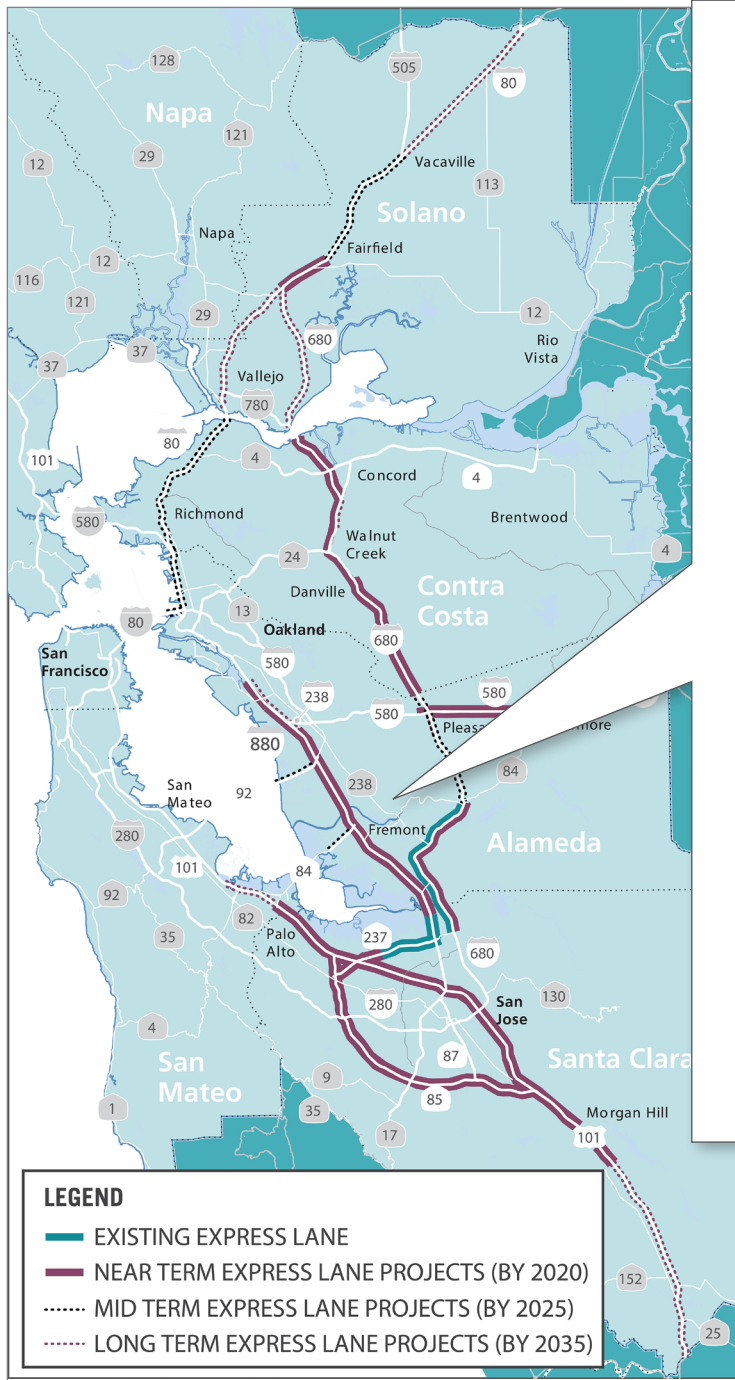 128
505
80
Napa
121
29
12
Vacaville
113
Solano
Napa
Fairfield
12
116
121
29
12
680
Rio
Vista
37
37
Vallejo
780
80
101
4
Concord
4
Richmond
580
Brentwood
Walnut
Creek
24
4
Danville
Contra
Costa
13
80
Oakland
680
San
Francisco
580
238
580
580
Pleasa
more
880
84
238
San
Mateo
92
Fremont
280
Alameda
101
84
92
82
Palo
Alto
35
237
680
280
San
Jose
130
4
87
Santa Clara
San
Mateo
9
85
1
35
Morgan Hill
17
101
LEGEND
EXISTING EXPRESS LANE
NEAR TERM EXPRESS LANE PROJECTS (BY 2020)
MID TERM EXPRESS LANE PROJECTS (BY 2025)
LONG TERM EXPRESS LANE PROJECTS (BY 2035)
152
25